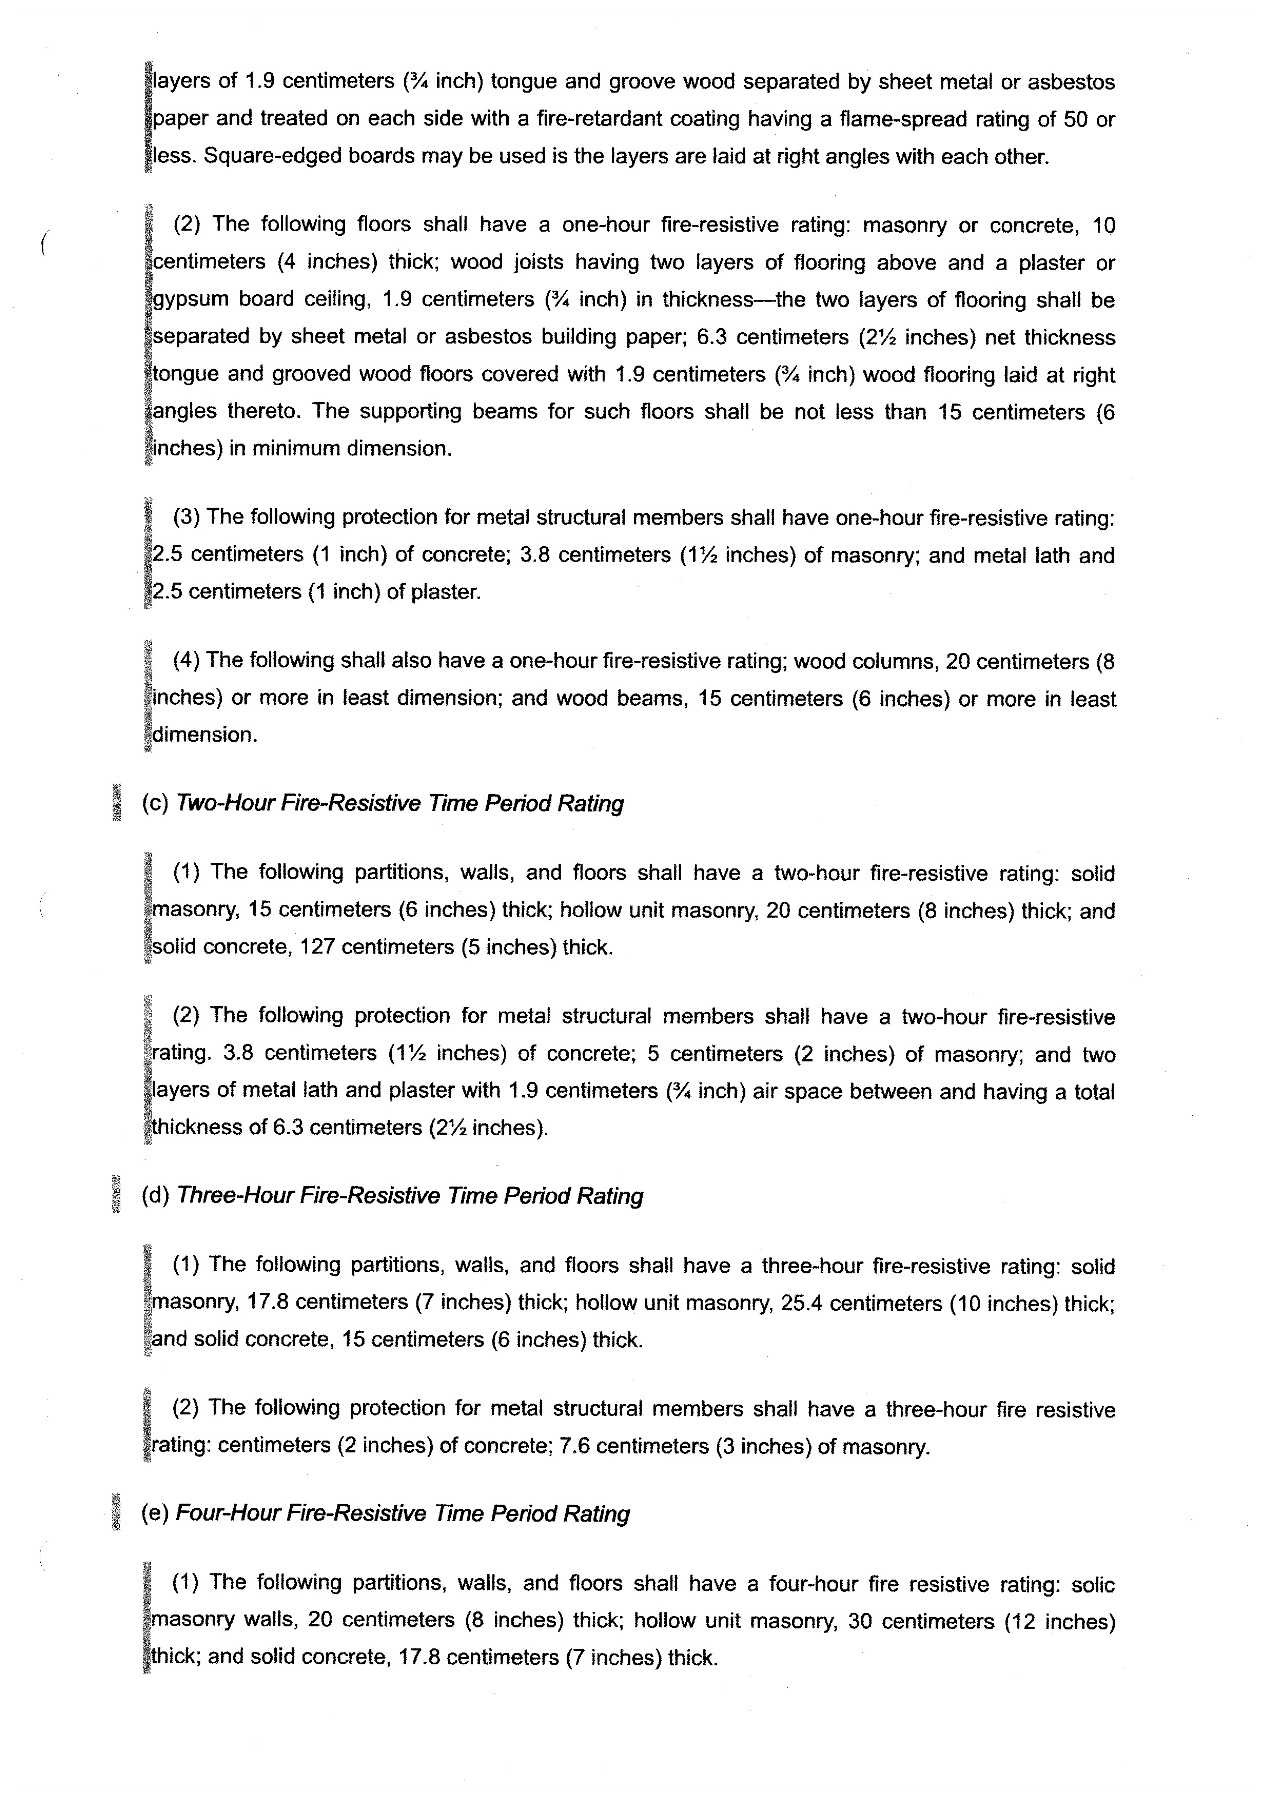 layers of 1.9 centimeters (¾ inch) tongue and groove wood separated by sheet metal or asbestos
paper and treated on each side with a fire-retardant coating having a flame-spread rating of 50 or
less. Square-edged boards may be used is the layers are laid at right angles with each other.
(2) The following floors shall have a one-hour fire-resistive rating: masonry or concrete, 10
centimeters (4 inches) thick; wood joists having two layers of flooring above and a plaster or
gypsum board ceiling, 1.9 centimeters (¾ inch) in thickness—the two layers of flooring shall be
separated by sheet metal or asbestos building paper; 6.3 centimeters (2½ inches) net thickness
tongue and grooved wood floors covered with 1.9 centimeters (¾ inch) wood flooring laid at right
angles thereto. The supporting beams for such floors shall be not less than 15 centimeters (6
inches) in minimum dimension.
(3) The following protection for metal structural members shall have one-hour fire-resistive rating:
2.5 centimeters (1 inch) of concrete; 3.8 centimeters (1½ inches) of masonry; and metal lath and
2.5 centimeters (1 inch) of plaster.
(4) The following shall also have a one-hour fire-resistive rating; wood columns, 20 centimeters (8
inches) or more in least dimension; and wood beams, 15 centimeters (6 inches) or more in least
dimension.
(c) Two-Hour Fire-Resistive Time Period Rating
(1) The following partitions, walls, and floors shall have a two-hour fire-resistive rating: solid
masonry, 15 centimeters (6 inches) thick; hollow unit masonry, 20 centimeters (8 inches) thick; and
solid concrete, 127 centimeters (5 inches) thick.
(2) The following protection for metal structural members shall have a two-hour fire-resistive
rating. 3.8 centimeters (1½ inches) of concrete; 5 centimeters (2 inches) of masonry; and two
layers of metal lath and plaster with 1.9 centimeters (¾ inch) air space between and having a total
thickness of 6.3 centimeters (2½ inches).
(d) Three-Hour Fire-Resistive Time Period Rating
(1) The following partitions, walls, and floors shall have a three-hour fire-resistive rating: solid
masonry, 17.8 centimeters (7 inches) thick; hollow unit masonry, 25.4 centimeters (10 inches) thick;
and solid concrete, 15 centimeters (6 inches) thick.
(2) The following protection for metal structural members shall have a three-hour fire resistive
rating: centimeters (2 inches) of concrete; 7.6 centimeters (3 inches) of masonry.
(e) Four-Hour Fire-Resistive Time Period Rating
(1) The following partitions, walls, and floors shall have a four-hour fire resistive rating: solic
masonry walls, 20 centimeters (8 inches) thick; hollow unit masonry, 30 centimeters (12 inches)
thick; and solid concrete, 17.8 centimeters (7 inches) thick.